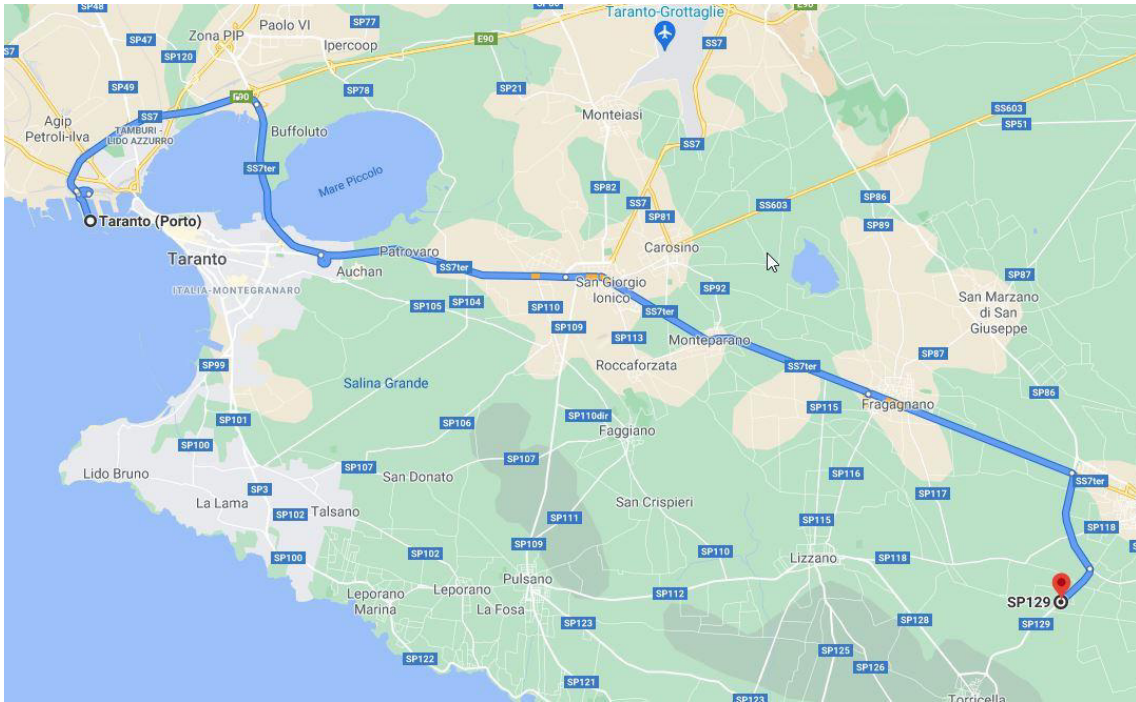 SP48
SP77
SP36
Taranto-Grottaglie
E90
SS7
Paolo VI
Zona PIP
Ipercoop
SP47
SP120
E90
SS7
SP49
SP78
SP21
SS603
Agip
Petroli-ilva
SS7
TAMBURI -
LIDO AZZURRO
E90
Buffoluto
Monteiasi
SP51
SS7
SS7ter
Mare Piccolo
SP82
SS7
SP81
SS603
SP86
SP89
Taranto (Porto)
Taranto
Patrovaro
Auchan
SS7ter
Carosino
San Giorgio
Ionico
SP92
SP87
San Marzano
di San
Giuseppe
ITALIA-MONTEGRANARO
SP105
SP104
SP110
SP109
SS7ter
SP113
Monteparano
SP99
Roccaforzata
SS7ter
SP87
Salina Grande
SP86
SP115
Fragagnano
SP101
SP106
SP110dir
Faggiano
SP100
SP107
SP107
Lido Bruno
San Donato
SP116
SS7ter
SP3
La Lama
SP102
Talsano
San Crispieri
SP117
SP111
SP115
SP118
SP109
SP102
SP110
SP100
Lizzano
SP118
Pulsano
Leporano
Marina
Leporano
La Fosa
SP112
SP129
SP123
SP128
SP129
SP122
SP125
SP126
SP121
SP123
Torricella